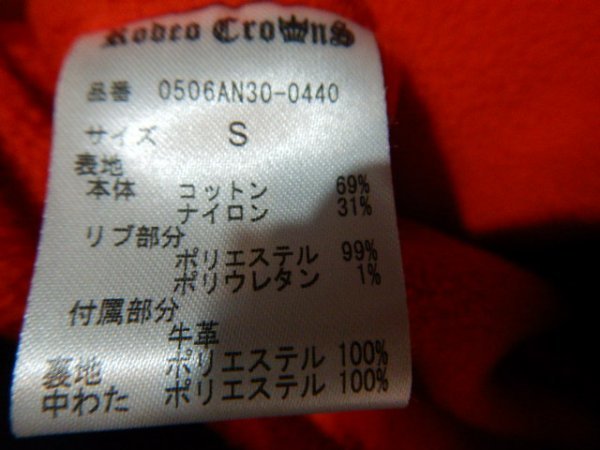 Rodeo CroWnS
品番 0506AN30-0440
サイズ S
表地
本体 コットン 69%
ナイロン 31%
リブ部分
ポリエステル 99%
ポリウレタン 1%
付属部分
牛革
裏地 ポリエステル 100%
中わた ポリエステル 100%